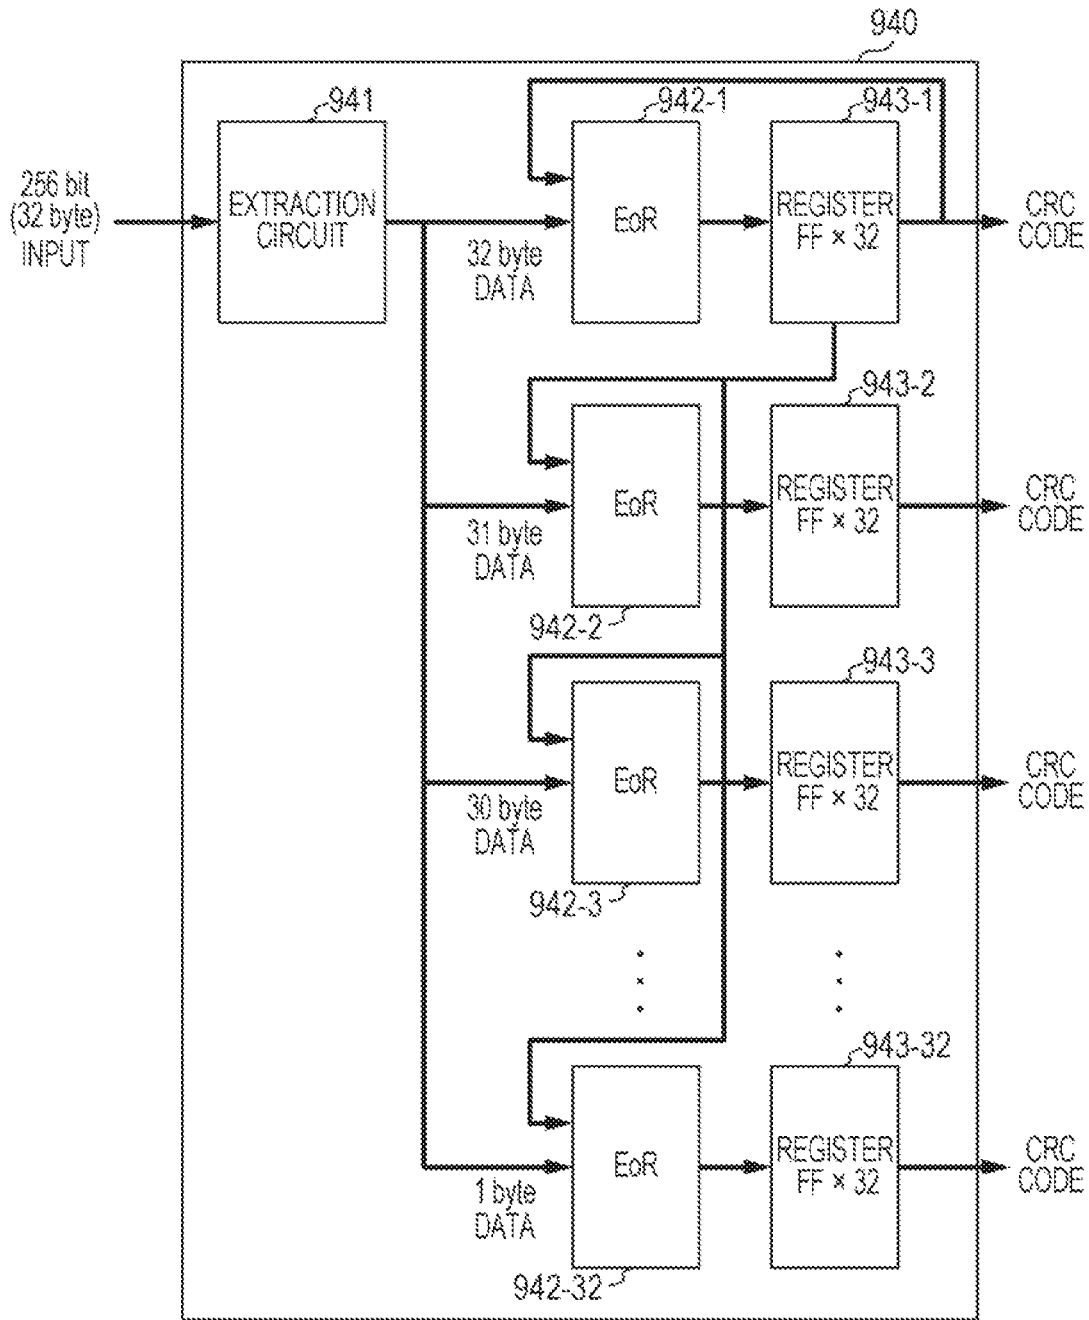 940
941
942-1
943-1
256 bit
(32 byte)
INPUT
EXTRACTION
CIRCUIT
EoR
REGISTER
FF × 32
CRC
CODE
32 byte
DATA
943-2
EoR
REGISTER
FF × 32
CRC
CODE
31 byte
DATA
942-2
943-3
EoR
REGISTER
FF × 32
CRC
CODE
30 byte
DATA
942-3
943-32
EoR
REGISTER
FF × 32
CRC
CODE
1 byte
DATA
942-32